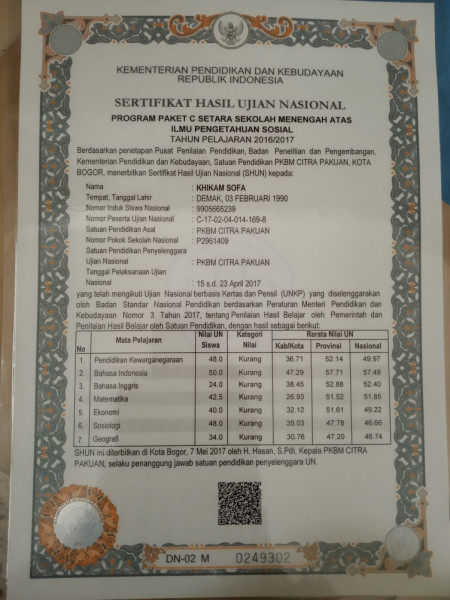 KEMENTERIAN PENDIDIKAN DAN KEBUDAYAAN
REPUBLIK INDONESIA
SERTIFIKAT HASIL UJIAN NASIONAL
PROGRAM PAKET C SETARA SEKOLAH MENENGAH ATAS
ILMU PENGETAHUAN SOSIAL
TAHUN PELAJARAN 2016/2017
Berdasarkan penetapan Pusat Penilaian Pendidikan, Badan Penelitian dan Pengembangan,
Kementerian Pendidikan dan Kebudayaan, Satuan Pendidikan PKBM CITRA PAKUAN, KOTA
BOGOR, menerbitkan Sertifikat Hasil Ujian Nasional (SHUN) kepada:
Nama : KHIKAM SOFA
Tempat, Tanggal Lahir : DEMAK, 03 FEBRUARI 1990
Nomor Induk Siswa Nasional : 9905665239
Nomor Peserta Ujian Nasional : C-17-02-04-014-169-8
Satuan Pendidikan Asal : PKBM CITRA PAKUAN
Nomor Pokok Sekolah Nasional : P2961409
Satuan Pendidikan Penyelenggara
Ujian Nasional : PKBM CITRA PAKUAN
Tanggal Pelaksanaan Ujian
Nasional : 15 s.d. 23 April 2017
yang telah mengikuti Ujian Nasional berbasis Kertas dan Pensil (UNKP) yang diselenggarakan
oleh Badan Standar Nasional Pendidikan berdasarkan Peraturan Menteri Pendidikan dan
Kebudayaan Nomor 3 Tahun 2017, tentang Penilaian Hasil Belajar oleh Pemerintah dan
Penilaian Hasil Belajar oleh Satuan Pendidikan, dengan hasil sebagai berikut:
No Mata Pelajaran Nilai UN Siswa Kategori Nilai Rerata Nilai UN
Kab/Kota Provinsi Nasional
1. Pendidikan Kewarganegaraan 48.0 Kurang 36.71 52.14 49.97
2. Bahasa Indonesia 50.0 Kurang 47.29 57.71 57.49
3. Bahasa Inggris 24.0 Kurang 38.45 52.88 52.40
4. Matematika 42.5 Kurang 26.93 51.52 51.85
5. Ekonomi 40.0 Kurang 32.12 51.61 49.22
6. Sosiologi 48.0 Kurang 35.03 47.78 46.66
7. Geografi 34.0 Kurang 30.76 47.20 46.74
SHUN ini diterbitkan di Kota Bogor, 7 Mei 2017 oleh H. Hasan, S.PdI, Kepala PKBM CITRA
PAKUAN, selaku penanggung jawab satuan pendidikan penyelenggara UN.
DN-02 M 0249302